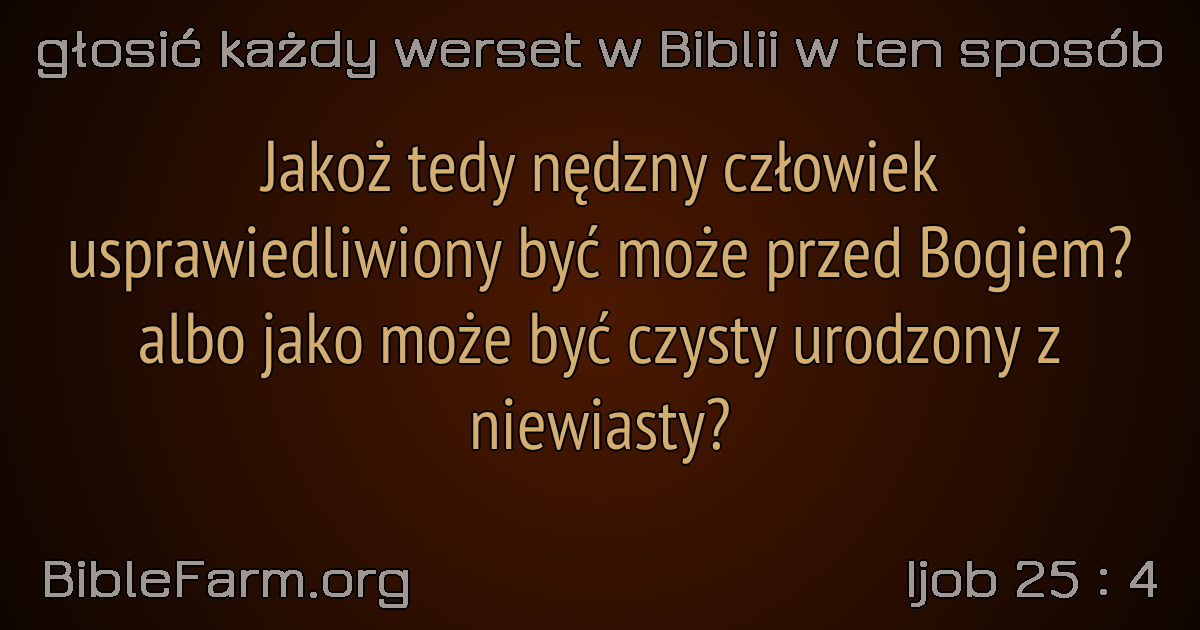 głosić każdy werset w Biblii w ten sposób
Jakoż tedy nędzny człowiek
usprawiedliwiony być może przed Bogiem?
albo jako może być czysty urodzony z
niewiasty?
BibleFarm.org
Ijob 25 : 4